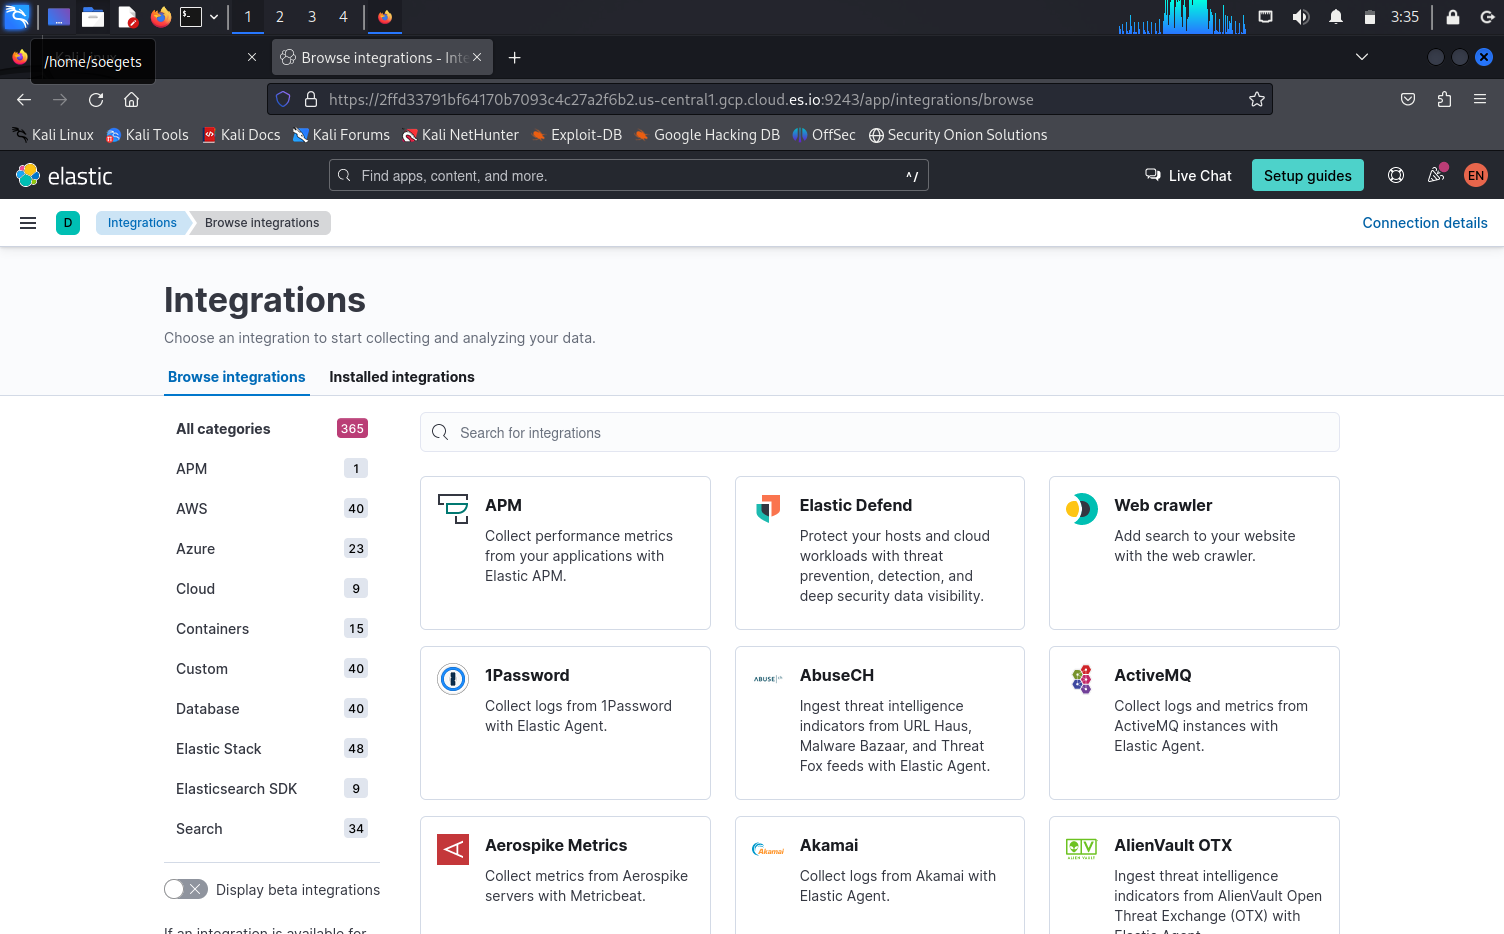 1 2 3 4
3:35
/home/soegets
Browse integrations - Inte
https://2ffd33791bf64170b7093c4c27a2f6b2.us-central1.gcp.cloud.es.io:9243/app/integrations/browse
Kali Linux Kali Tools Kali Docs Kali Forums Kali NetHunter Exploit-DB Google Hacking DB OffSec Security Onion Solutions
elastic
Find apps, content, and more. ^/
Live Chat
Setup guides
EN
D
Integrations
Browse integrations
Connection details
Integrations
Choose an integration to start collecting and analyzing your data.
Browse integrations Installed integrations
All categories 365
APM 1
AWS 40
Azure 23
Cloud 9
Containers 15
Custom 40
Database 40
Elastic Stack 48
Elasticsearch SDK 9
Search 34
Display beta integrations
If an integration is available for
Search for integrations
APM
Collect performance metrics
from your applications with
Elastic APM.
Elastic Defend
Protect your hosts and cloud
workloads with threat
prevention, detection, and
deep security data visibility.
Web crawler
Add search to your website
with the web crawler.
1Password
Collect logs from 1Password
with Elastic Agent.
ABUSE
AbuseCH
Ingest threat intelligence
indicators from URL Haus,
Malware Bazaar, and Threat
Fox feeds with Elastic Agent.
ActiveMQ
Collect logs and metrics from
ActiveMQ instances with
Elastic Agent.
Aerospike Metrics
Collect metrics from Aerospike
servers with Metricbeat.
Akamai
Akamai
Collect logs from Akamai with
Elastic Agent.
ALIEN VAULT
AlienVault OTX
Ingest threat intelligence
indicators from AlienVault Open
Threat Exchange (OTX) with
Elastic Agent.